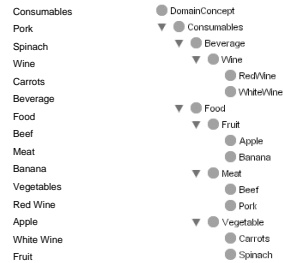 Consumables
Pork
Spinach
Wine
Carrots
Beverage
Food
Beef
Meat
Banana
Vegetables
Red Wine
Apple
White Wine
Fruit
DomainConcept
Consumables
Beverage
Wine
RedWine
WhiteWine
Food
Fruit
Apple
Banana
Meat
Beef
Pork
Vegetable
Carrots
Spinach